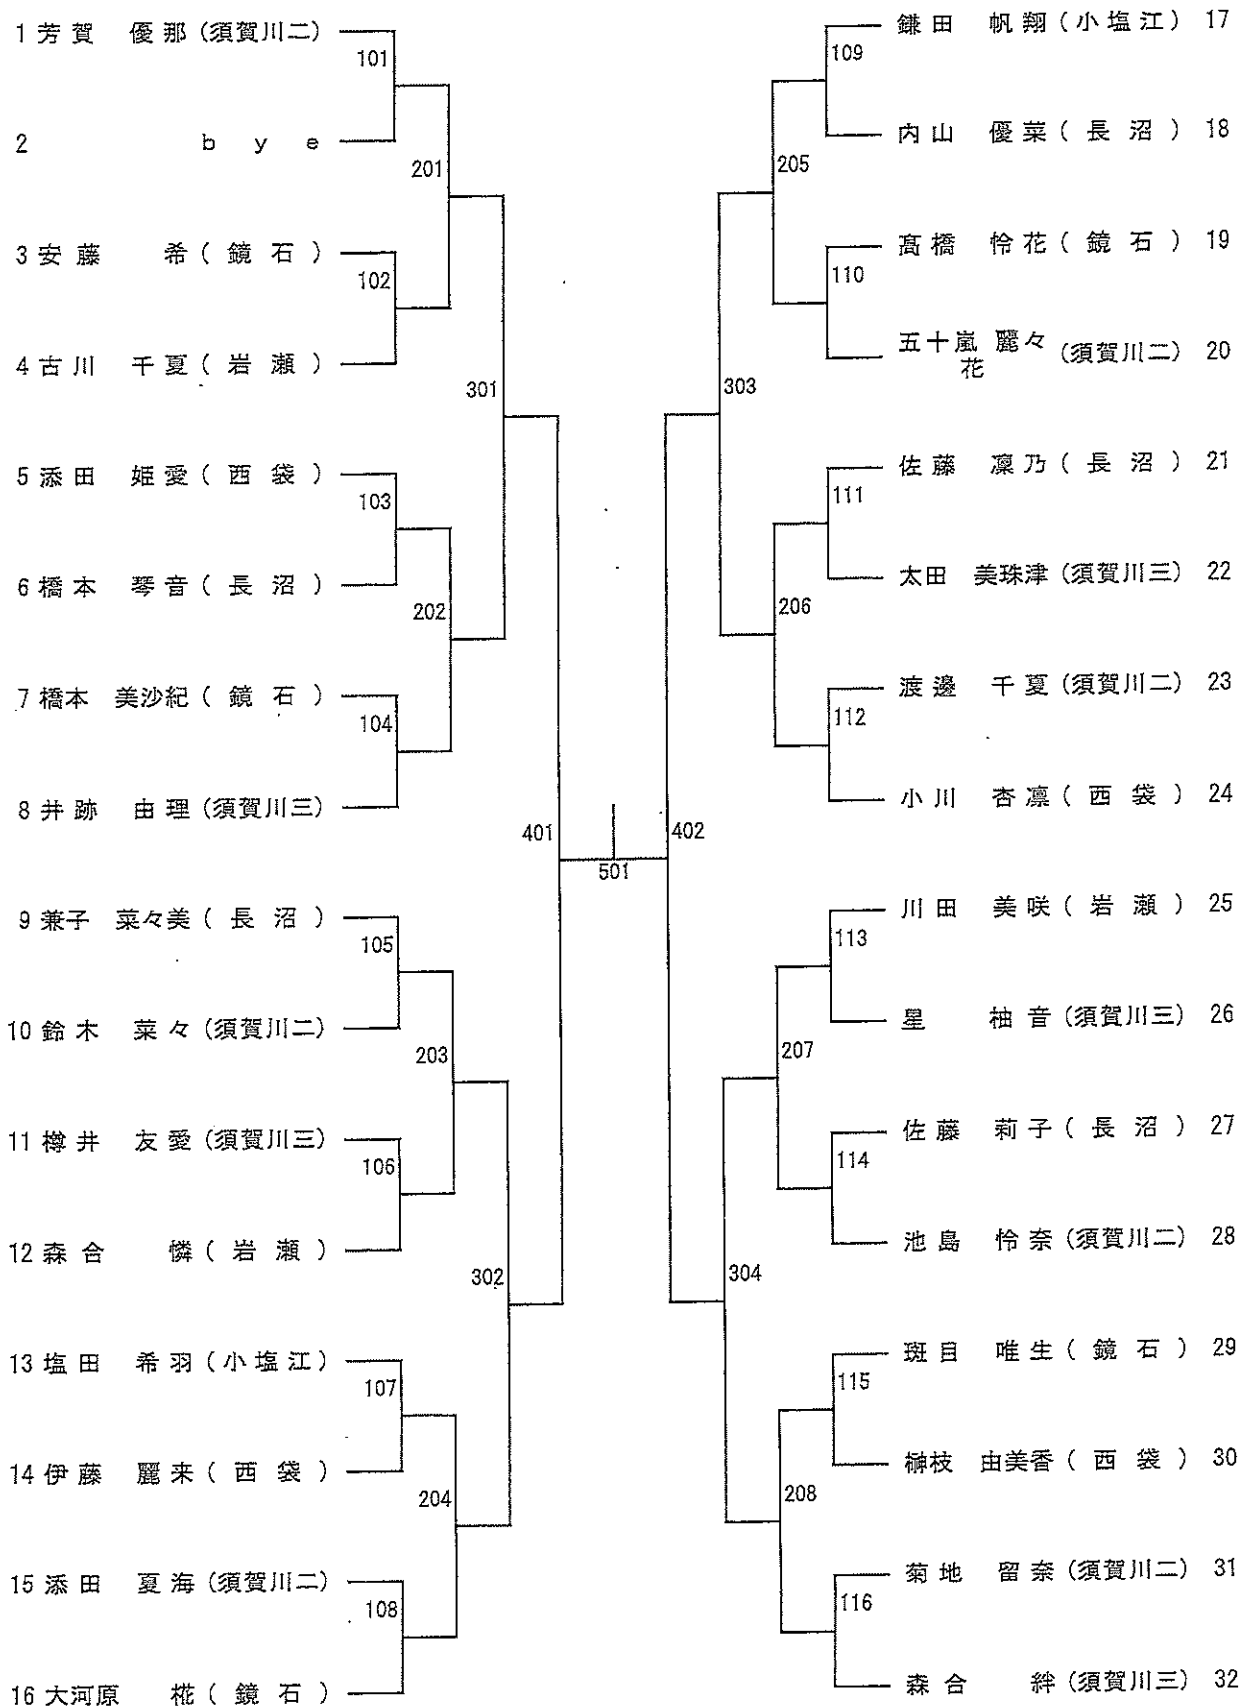 1 芳賀 優那 (須賀川二)
101
2 bye
201
3 安藤 希 (鏡石)
102
4 古川 千夏 (岩瀬)
301
5 添田 姫愛 (西袋)
103
6 橋本 琴音 (長沼)
202
7 橋本 美沙紀 (鏡石)
104
8 井跡 由理 (須賀川三)
401
9 兼子 菜々美 (長沼)
105
10 鈴木 菜々 (須賀川二)
203
11 樽井 友愛 (須賀川三)
106
12 森合 憐 (岩瀬)
302
13 塩田 希羽 (小塩江)
107
14 伊藤 麗来 (西袋)
204
15 添田 夏海 (須賀川二)
108
16 大河原 椛 (鏡石)
501
鎌田 帆翔 (小塩江) 17
109
内山 優菜 (長沼) 18
205
髙橋 怜花 (鏡石) 19
110
五十嵐 麗々花 (須賀川二) 20
303
佐藤 凜乃 (長沼) 21
111
太田 美珠津 (須賀川三) 22
206
渡邊 千夏 (須賀川二) 23
112
小川 杏凛 (西袋) 24
402
川田 美咲 (岩瀬) 25
113
星 柚音 (須賀川三) 26
207
佐藤 莉子 (長沼) 27
114
池島 怜奈 (須賀川二) 28
304
斑目 唯生 (鏡石) 29
115
榊枝 由美香 (西袋) 30
208
菊地 留奈 (須賀川二) 31
116
森合 絆 (須賀川三) 32